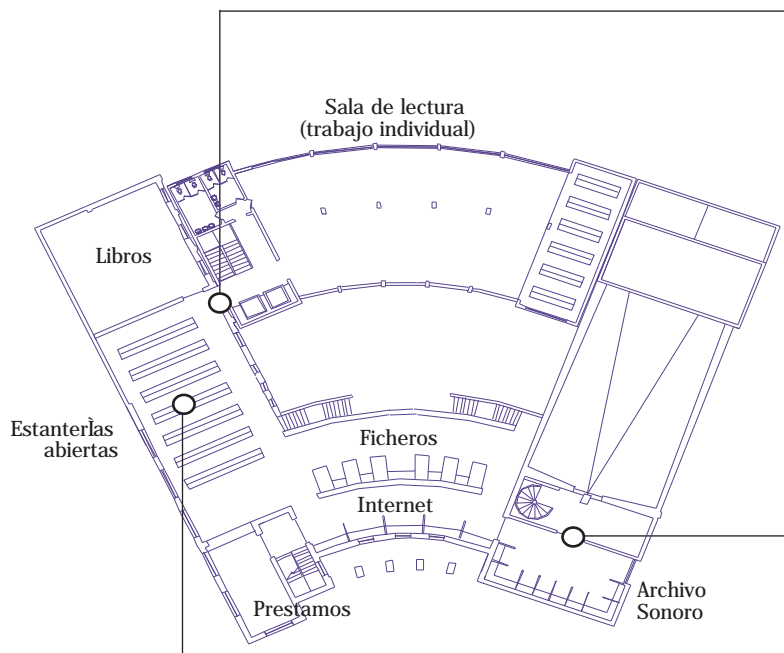 Sala de lectura
(trabajo individual)
Libros
Estanterìas
abiertas
Ficheros
Internet
Prestamos
Archivo
Sonoro